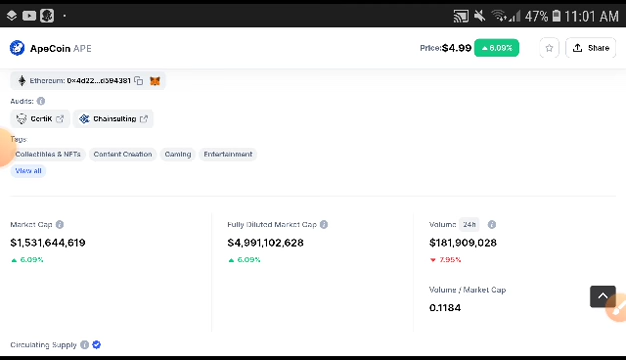 47% 11:01 AM
ApeCoin APE
Price: $4.99 6.09% Share
Ethereum: 0x4d22...d594381
Audits:
CertiK Chainsulting
Tags
Collectibles & NFTs Content Creation Gaming Entertainment
View all
Market Cap Fully Diluted Market Cap Volume 24h
$1,531,644,619 $4,991,102,628 $181,909,028
6.09% 6.09% 7.95%
Volume / Market Cap
0.1184
Circulating Supply